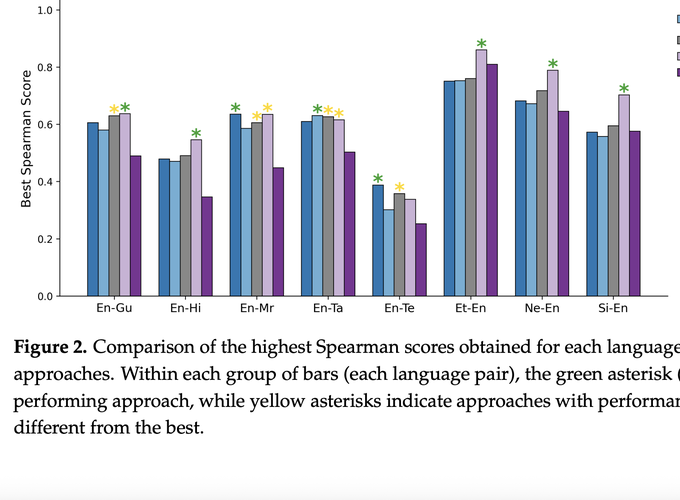 1.0
0.8
0.6
0.4
0.2
0.0
Best Spearman Score
En-Gu En-Hi En-Mr En-Ta En-Te Et-En Ne-En Si-En
Figure 2. Comparison of the highest Spearman scores obtained for each language
approaches. Within each group of bars (each language pair), the green asterisk (
performing approach, while yellow asterisks indicate approaches with
different from the best.